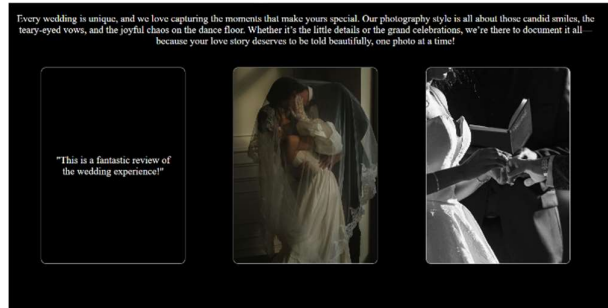 Every wedding is unique, and we love capturing the moments that make yours special. Our photography style is all about those candid smiles, the
teary-eyed vows, and the joyful chaos on the dance floor. Whether it's the little details or the grand celebrations, we're there to document it all—
because your love story deserves to be told beautifully, one photo at a time!
"This is a fantastic review of
the wedding experience!"